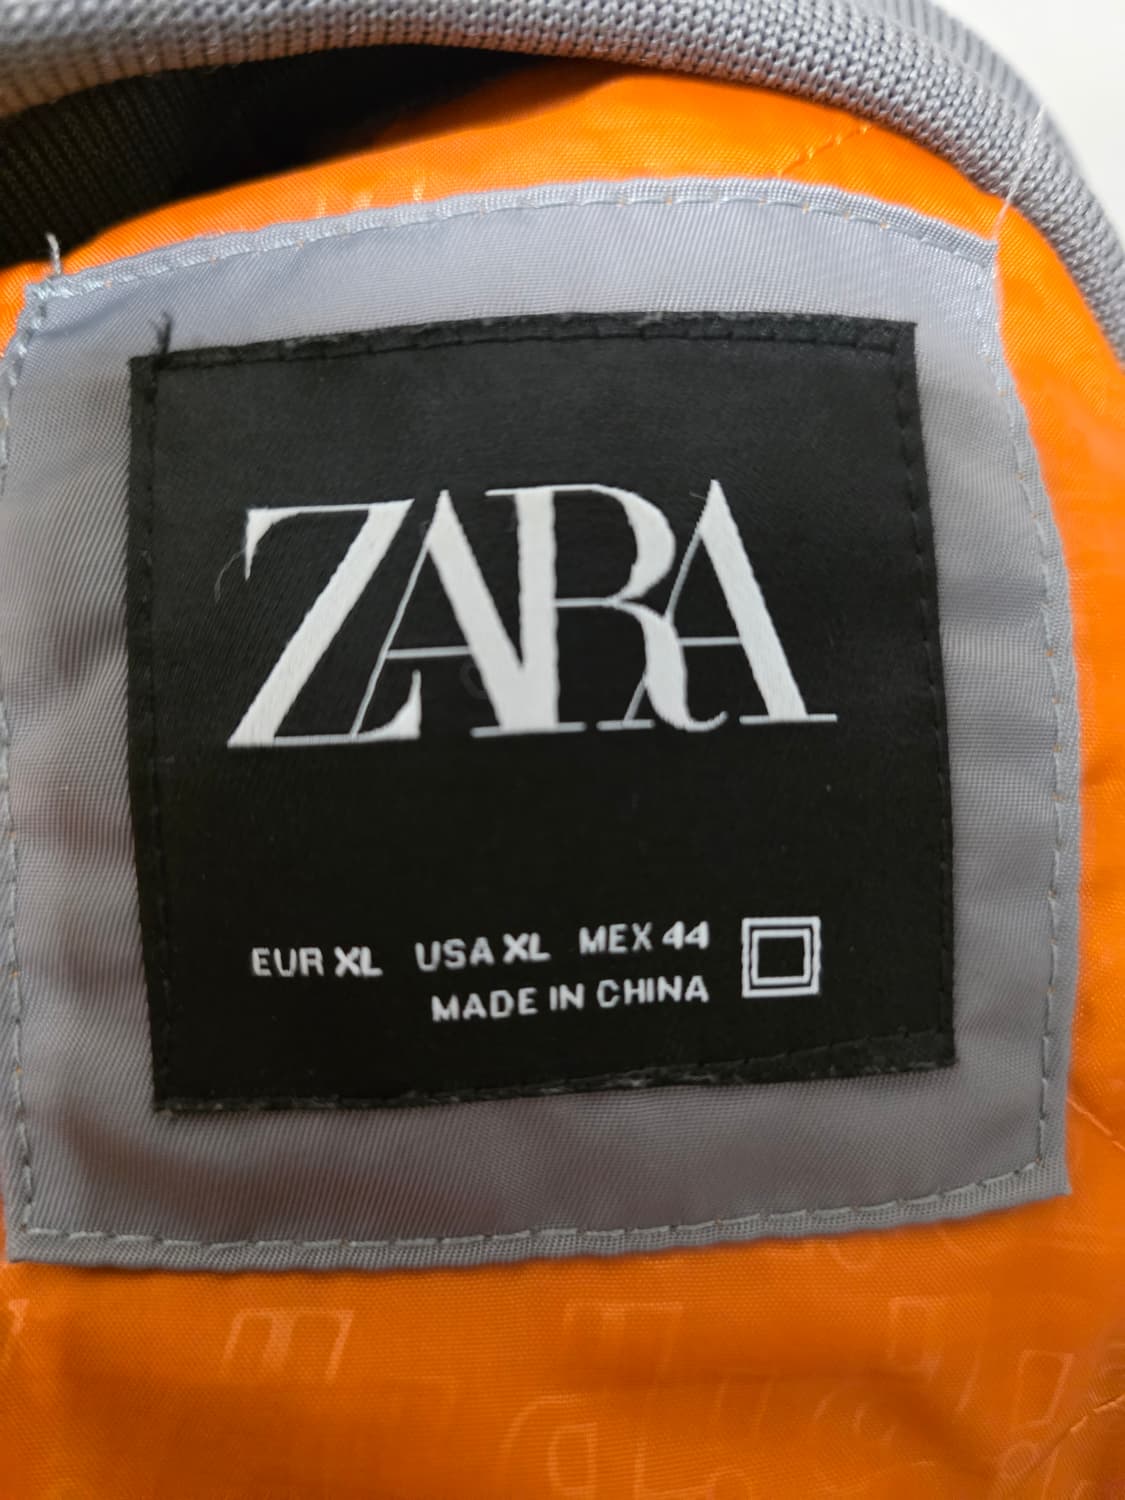 ZARA
EUR XL USA XL MEX 44
MADE IN CHINA